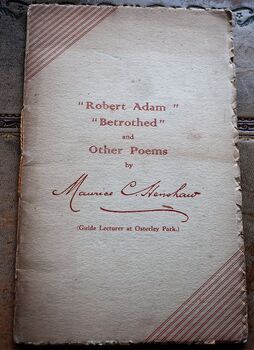 "Robert Adam"
"Betrothed"
and
Other Poems
by
Maurice C. Henshaw
(Guide Lecturer at Osterley Park.)